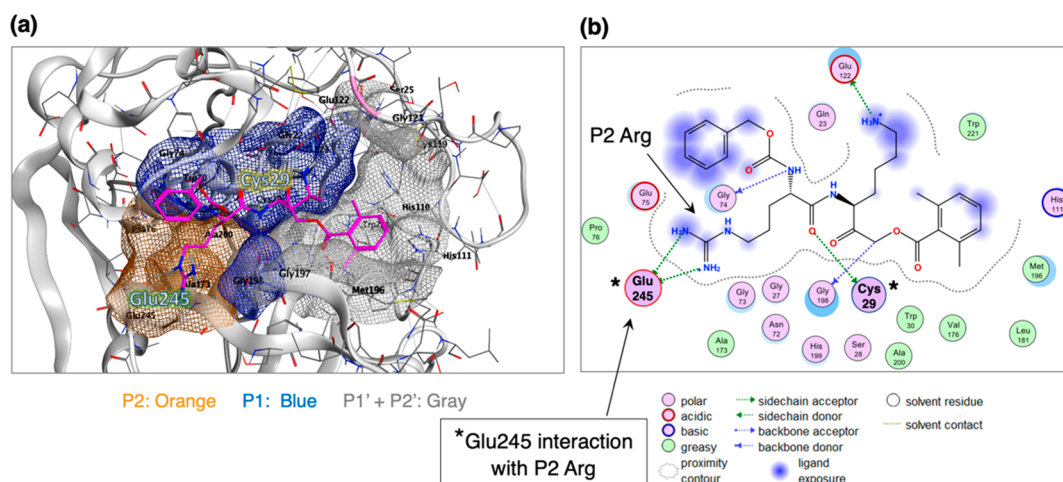 (a)
(b)
Glu122
Ser25
Gly121
Cys29
His110
Ala200
His111
Gly197
Gly198
Ala173
Met196
Glu245
Glu245
P2: Orange P1: Blue P1' + P2': Gray
P2 Arg
Glu
122
Gln
23
Trp
221
H₃N⁺
O
O
NH
Glu
75
Gly
74
NH
His
111
Pro
76
H₂N
NH
O
O
O
O
NH₂
* Glu
245
Gly
73
Gly
27
Gly
198
Cys
29 *
Met
196
Asn
72
Trp
30
Val
176
Leu
181
Ala
173
His
199
Ser
28
Ala
200
*Glu245 interaction
with P2 Arg
polar sidechain acceptor solvent residue
acidic sidechain donor solvent contact
basic backbone acceptor
greasy backbone donor
proximity
contour
ligand
exposure